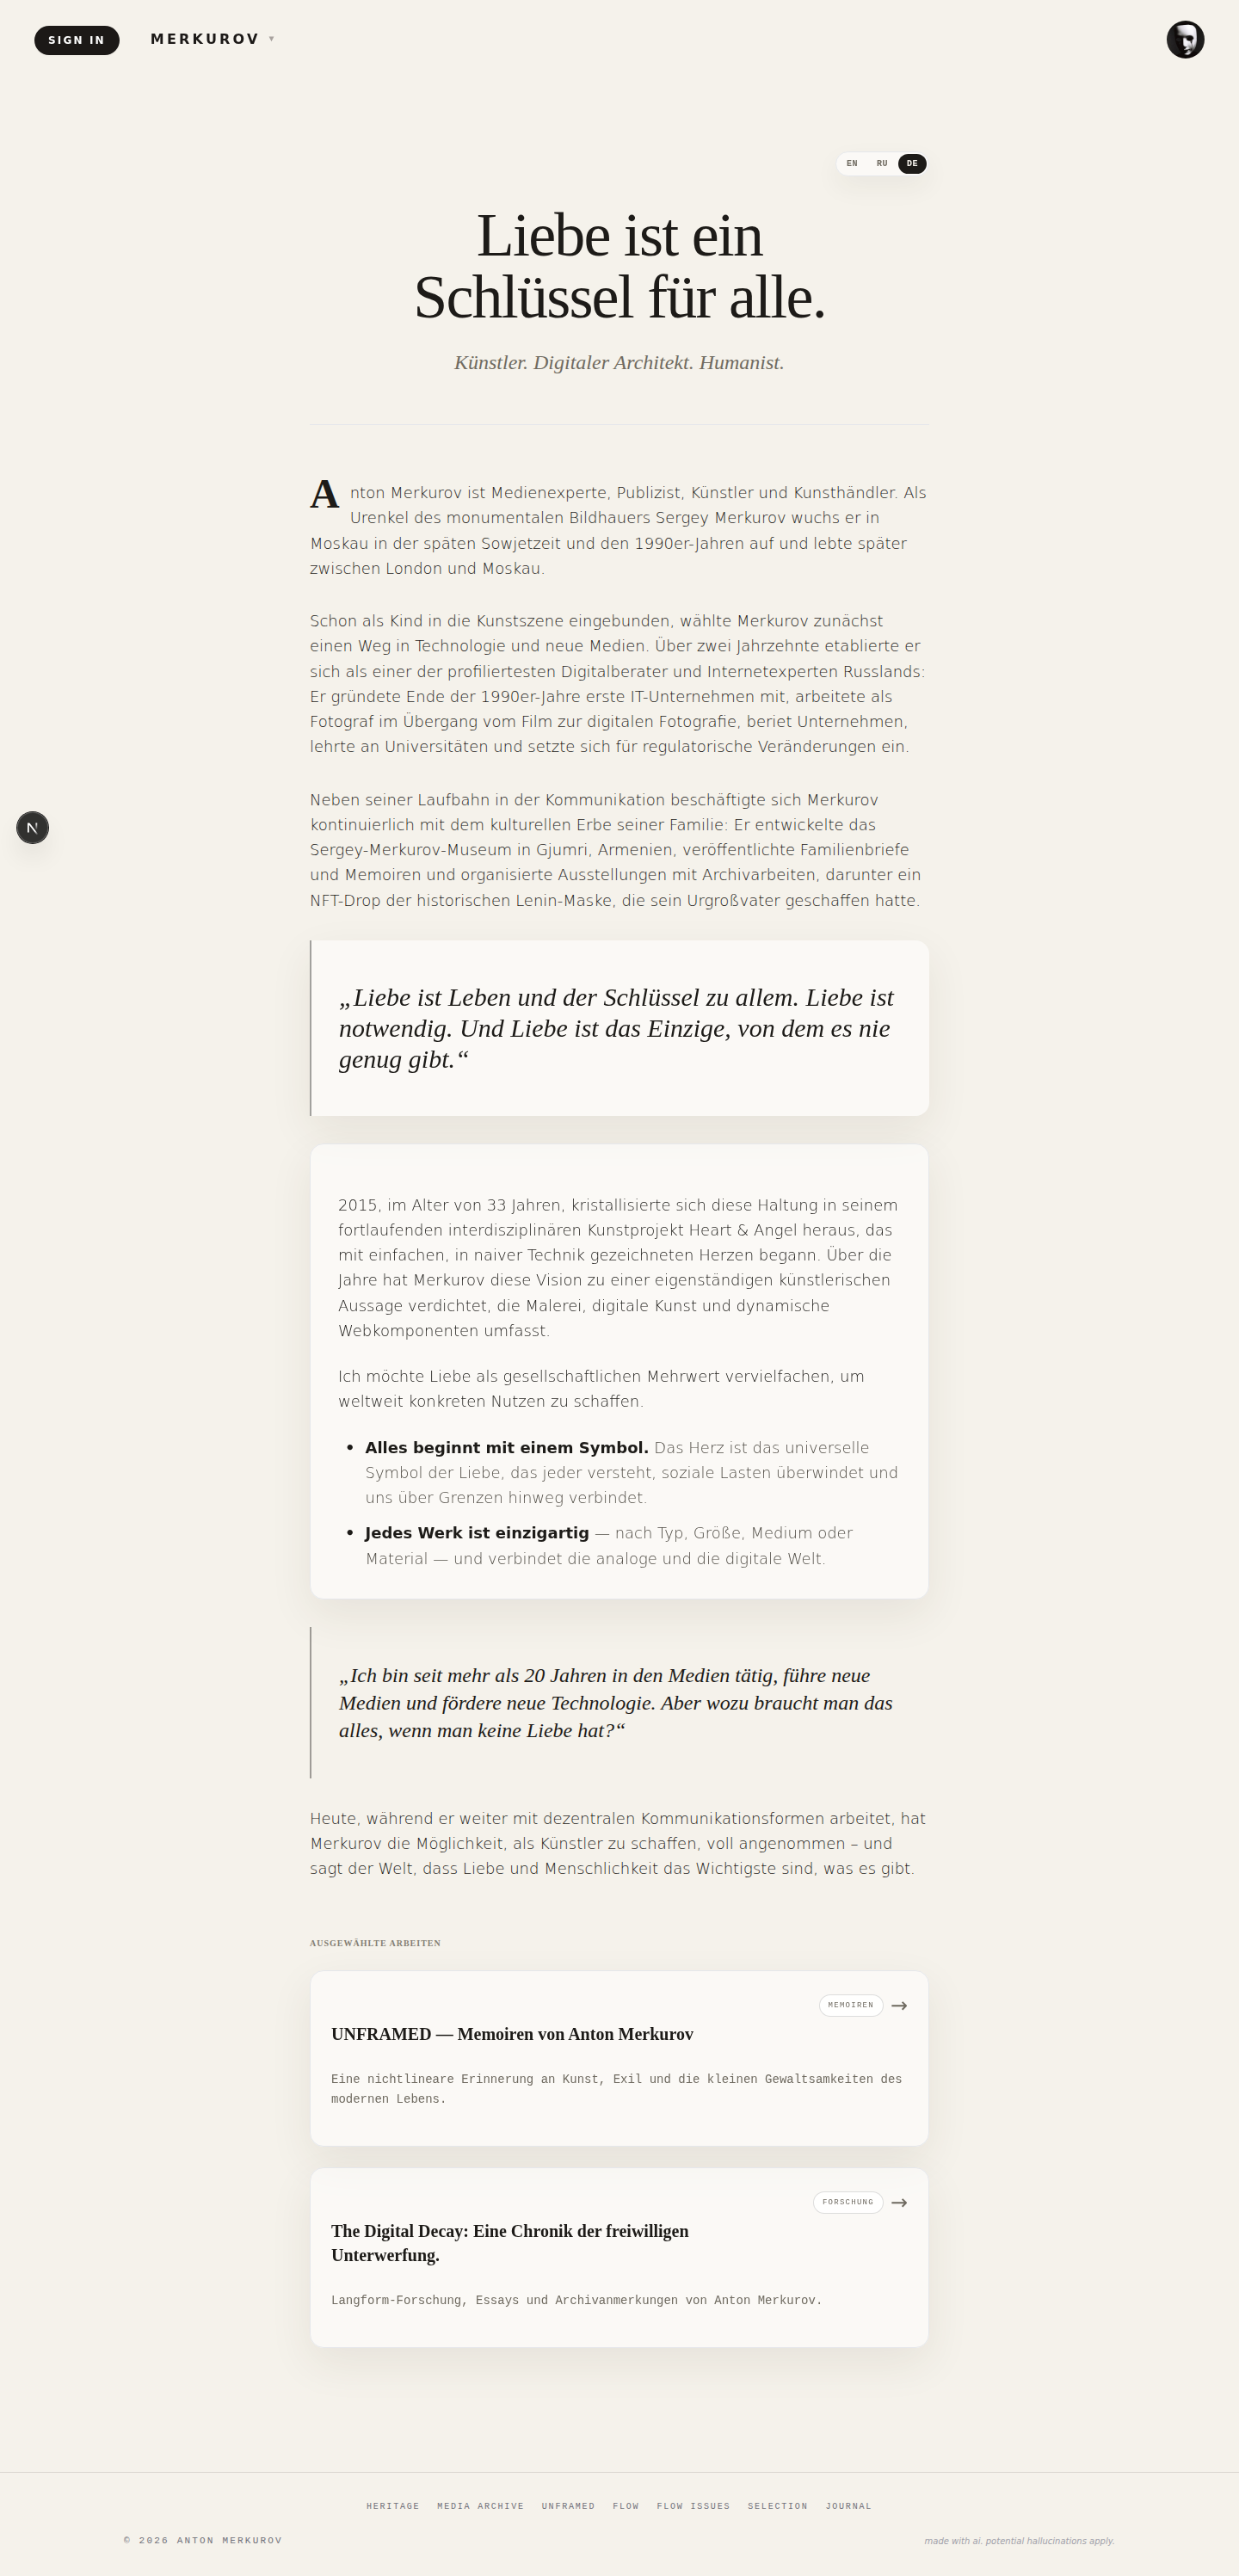 SIGN IN
MERKUROV ▾
EN RU DE
Liebe ist ein
Schlüssel für alle.
Künstler. Digitaler Architekt. Humanist.
Anton Merkurov ist Medienexperte, Publizist, Künstler und Kunsthändler. Als
Urenkel des monumentalen Bildhauers Sergey Merkurov wuchs er in
Moskau in der späten Sowjetzeit und den 1990er-Jahren auf und lebte später
zwischen London und Moskau.
Schon als Kind in die Kunstszene eingebunden, wählte Merkurov zunächst
einen Weg in Technologie und neue Medien. Über zwei Jahrzehnte etablierte er
sich als einer der profiliertesten Digitalberater und Internetexperten Russlands:
Er gründete Ende der 1990er-Jahre erste IT-Unternehmen mit, arbeitete als
Fotograf im Übergang vom Film zur digitalen Fotografie, beriet Unternehmen,
lehrte an Universitäten und setzte sich für regulatorische Veränderungen ein.
Neben seiner Laufbahn in der Kommunikation beschäftigte sich Merkurov
kontinuierlich mit dem kulturellen Erbe seiner Familie: Er entwickelte das
Sergey-Merkurov-Museum in Gjumri, Armenien, veröffentlichte Familienbriefe
und Memoiren und organisierte Ausstellungen mit Archivarbeiten, darunter ein
NFT-Drop der historischen Lenin-Maske, die sein Urgroßvater geschaffen hatte.
N
„Liebe ist Leben und der Schlüssel zu allem. Liebe ist
notwendig. Und Liebe ist das Einzige, von dem es nie
genug gibt.“
2015, im Alter von 33 Jahren, kristallisierte sich diese Haltung in seinem
fortlaufenden interdisziplinären Kunstprojekt Heart & Angel heraus, das
mit einfachen, in naiver Technik gezeichneten Herzen begann. Über die
Jahre hat Merkurov diese Vision zu einer eigenständigen künstlerischen
Aussage verdichtet, die Malerei, digitale Kunst und dynamische
Webkomponenten umfasst.
Ich möchte Liebe als gesellschaftlichen Mehrwert vervielfachen, um
weltweit konkreten Nutzen zu schaffen.
• Alles beginnt mit einem Symbol. Das Herz ist das universelle
Symbol der Liebe, das jeder versteht, soziale Lasten überwindet und
uns über Grenzen hinweg verbindet.
• Jedes Werk ist einzigartig — nach Typ, Größe, Medium oder
Material — und verbindet die analoge und die digitale Welt.
„Ich bin seit mehr als 20 Jahren in den Medien tätig, führe neue
Medien und fördere neue Technologie. Aber wozu braucht man das
alles, wenn man keine Liebe hat?“
Heute, während er weiter mit dezentralen Kommunikationsformen arbeitet, hat
Merkurov die Möglichkeit, als Künstler zu schaffen, voll angenommen – und
sagt der Welt, dass Liebe und Menschlichkeit das Wichtigste sind, was es gibt.
AUSGEWÄHLTE ARBEITEN
MEMOIREN →
UNFRAMED — Memoiren von Anton Merkurov
Eine nichtlineare Erinnerung an Kunst, Exil und die kleinen Gewaltsamkeiten des
modernen Lebens.
FORSCHUNG →
The Digital Decay: Eine Chronik der freiwilligen
Unterwerfung.
Langform-Forschung, Essays und Archivanmerkungen von Anton Merkurov.
HERITAGE MEDIA ARCHIVE UNFRAMED FLOW FLOW ISSUES SELECTION JOURNAL
© 2026 ANTON MERKUROV
made with ai. potential hallucinations apply.